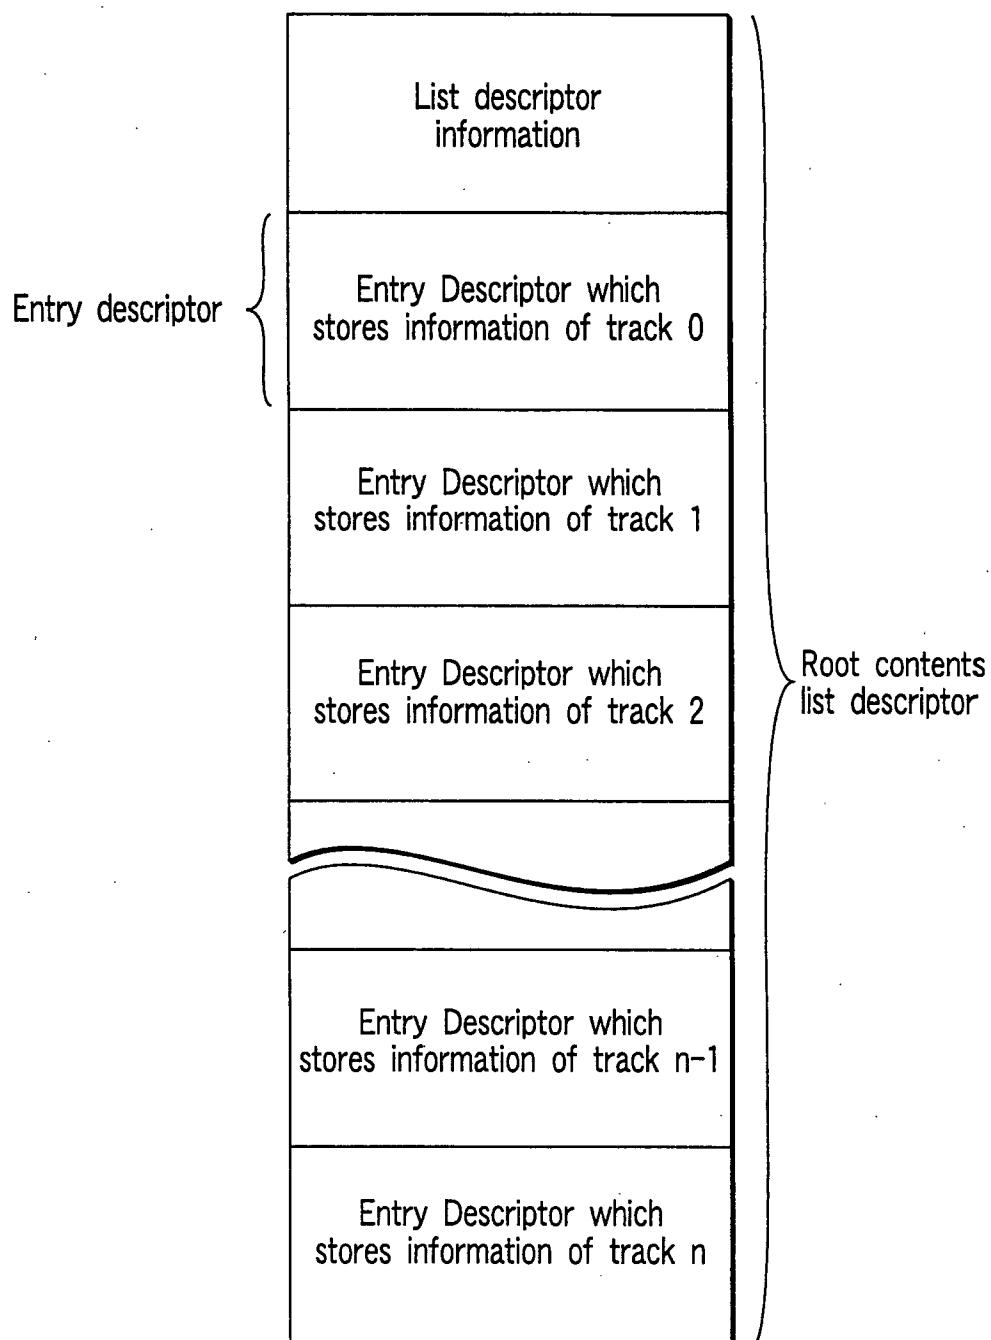 List descriptor
information
Entry descriptor
Entry Descriptor which
stores information of track 0
Entry Descriptor which
stores information of track 1
Entry Descriptor which
stores information of track 2
Root contents
list descriptor
Entry Descriptor which
stores information of track n-1
Entry Descriptor which
stores information of track n